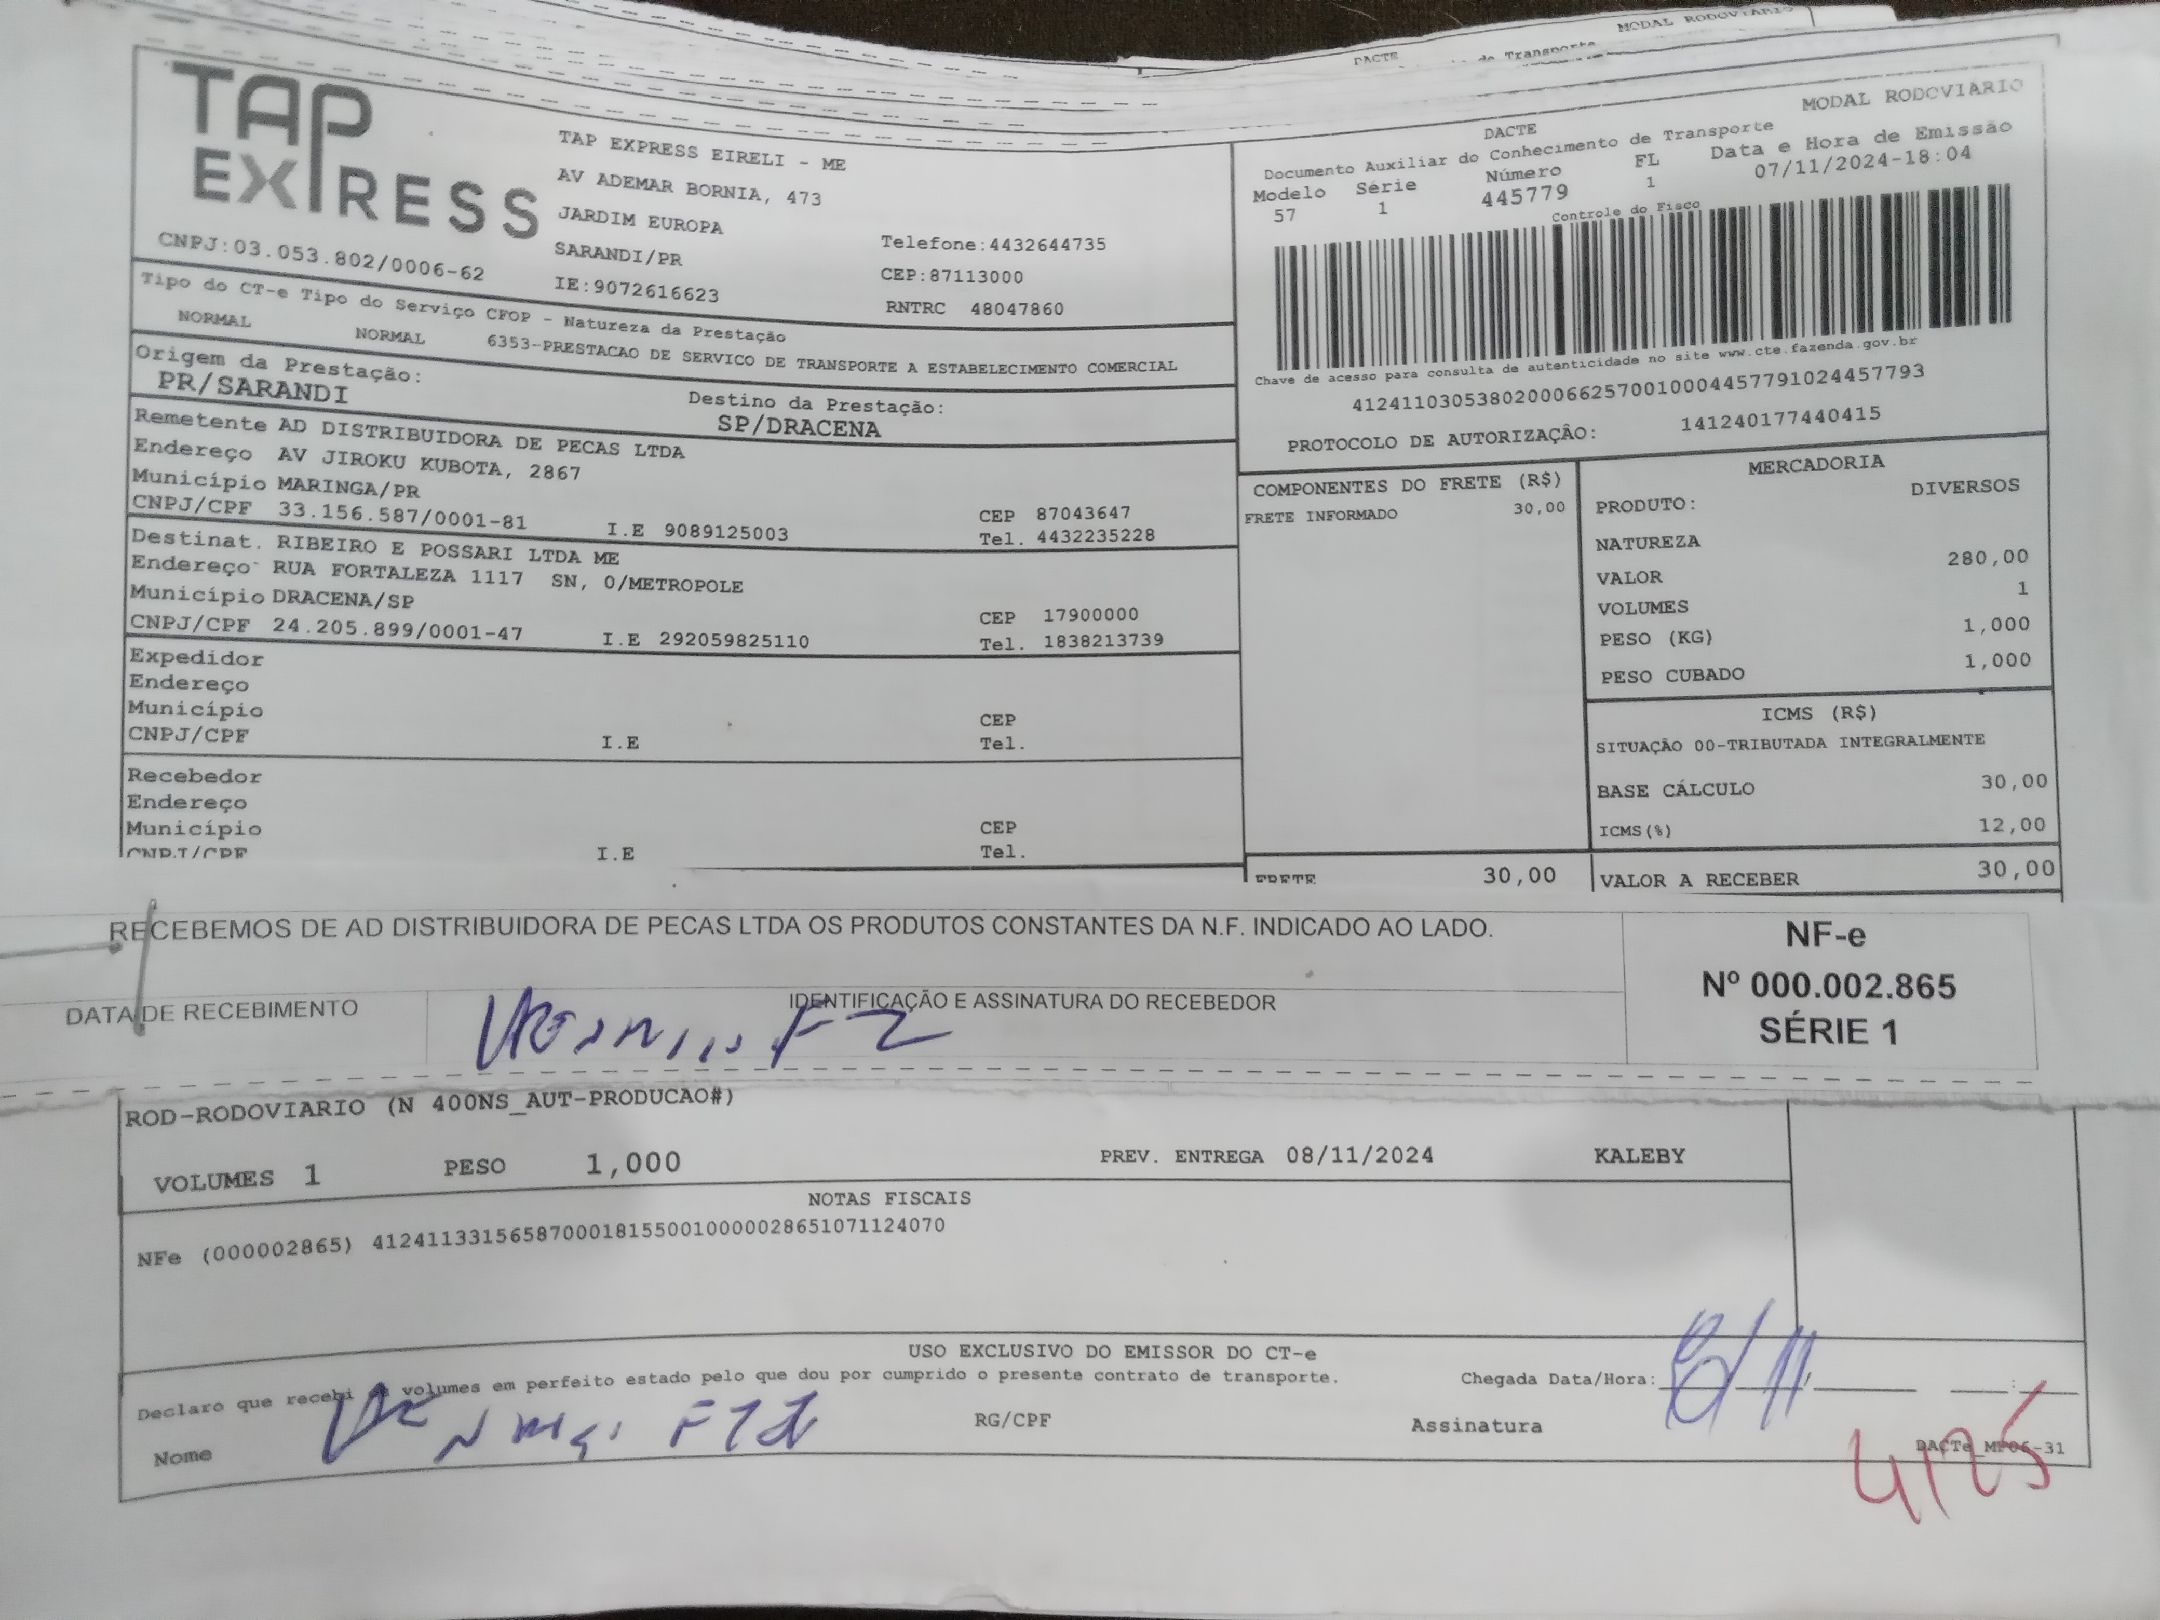 DACTE
MODAL RODOVIARIO
de Transporte
TAP
EXPRESS
CNPJ:03.053.802/0006-62
TAP EXPRESS EIRELI - ME
AV ADEMAR BORNIA, 473
JARDIM EUROPA
SARANDI/PR
IE:9072616623
Telefone:4432644735
CEP:87113000
RNTRC 48047860
MODAL RODOVIARIO
DACTE
Documento Auxiliar do Conhecimento de Transporte
Modelo Série Número FL Data e Hora de Emissão
57 1 445779 1 07/11/2024-18:04
Controle do Fisco
Chave de acesso para consulta de autenticidade no site www.cte.fazenda.gov.br
41241103053802000662570010004457791024457793
PROTOCOLO DE AUTORIZAÇÃO: 141240177440415
Tipo do CT-e Tipo do Serviço CFOP - Natureza da Prestação
NORMAL NORMAL 6353-PRESTACAO DE SERVICO DE TRANSPORTE A ESTABELECIMENTO COMERCIAL
Origem da Prestação: Destino da Prestação:
PR/SARANDI SP/DRACENA
Remetente AD DISTRIBUIDORA DE PECAS LTDA
Endereço AV JIROKU KUBOTA, 2867
Município MARINGA/PR CEP 87043647
CNPJ/CPF 33.156.587/0001-81 I.E 9089125003 Tel. 4432235228
Destinat. RIBEIRO E POSSARI LTDA ME
Endereço RUA FORTALEZA 1117 SN, 0/METROPOLE
Município DRACENA/SP CEP 17900000
CNPJ/CPF 24.205.899/0001-47 I.E 292059825110 Tel. 1838213739
Expedidor
Endereço
Município CEP
CNPJ/CPF I.E Tel.
Recebedor
Endereço
Município CEP
CNPJ/CPF I.E Tel.
COMPONENTES DO FRETE (R$)
FRETE INFORMADO 30,00
FRETE 30,00
MERCADORIA
PRODUTO: DIVERSOS
NATUREZA
VALOR 280,00
VOLUMES 1
PESO (KG) 1,000
PESO CUBADO 1,000
ICMS (R$)
SITUAÇÃO 00-TRIBUTADA INTEGRALMENTE
BASE CÁLCULO 30,00
ICMS(%) 12,00
VALOR A RECEBER 30,00
RECEBEMOS DE AD DISTRIBUIDORA DE PECAS LTDA OS PRODUTOS CONSTANTES DA N.F. INDICADO AO LADO.
DATA DE RECEBIMENTO
IDENTIFICAÇÃO E ASSINATURA DO RECEBEDOR
NF-e
Nº 000.002.865
SÉRIE 1
ROD-RODOVIARIO (N 400NS_AUT-PRODUCAO#)
VOLUMES 1 PESO 1,000 PREV. ENTREGA 08/11/2024 KALEBY
NOTAS FISCAIS
NFe (000002865) 41241133156587000181550010000028651071124070
USO EXCLUSIVO DO EMISSOR DO CT-e
Declaro que recebi volumes em perfeito estado pelo que dou por cumprido o presente contrato de transporte.
Chegada Data/Hora: 8/11
Nome RG/CPF Assinatura
DACTe_MP06-31
4125